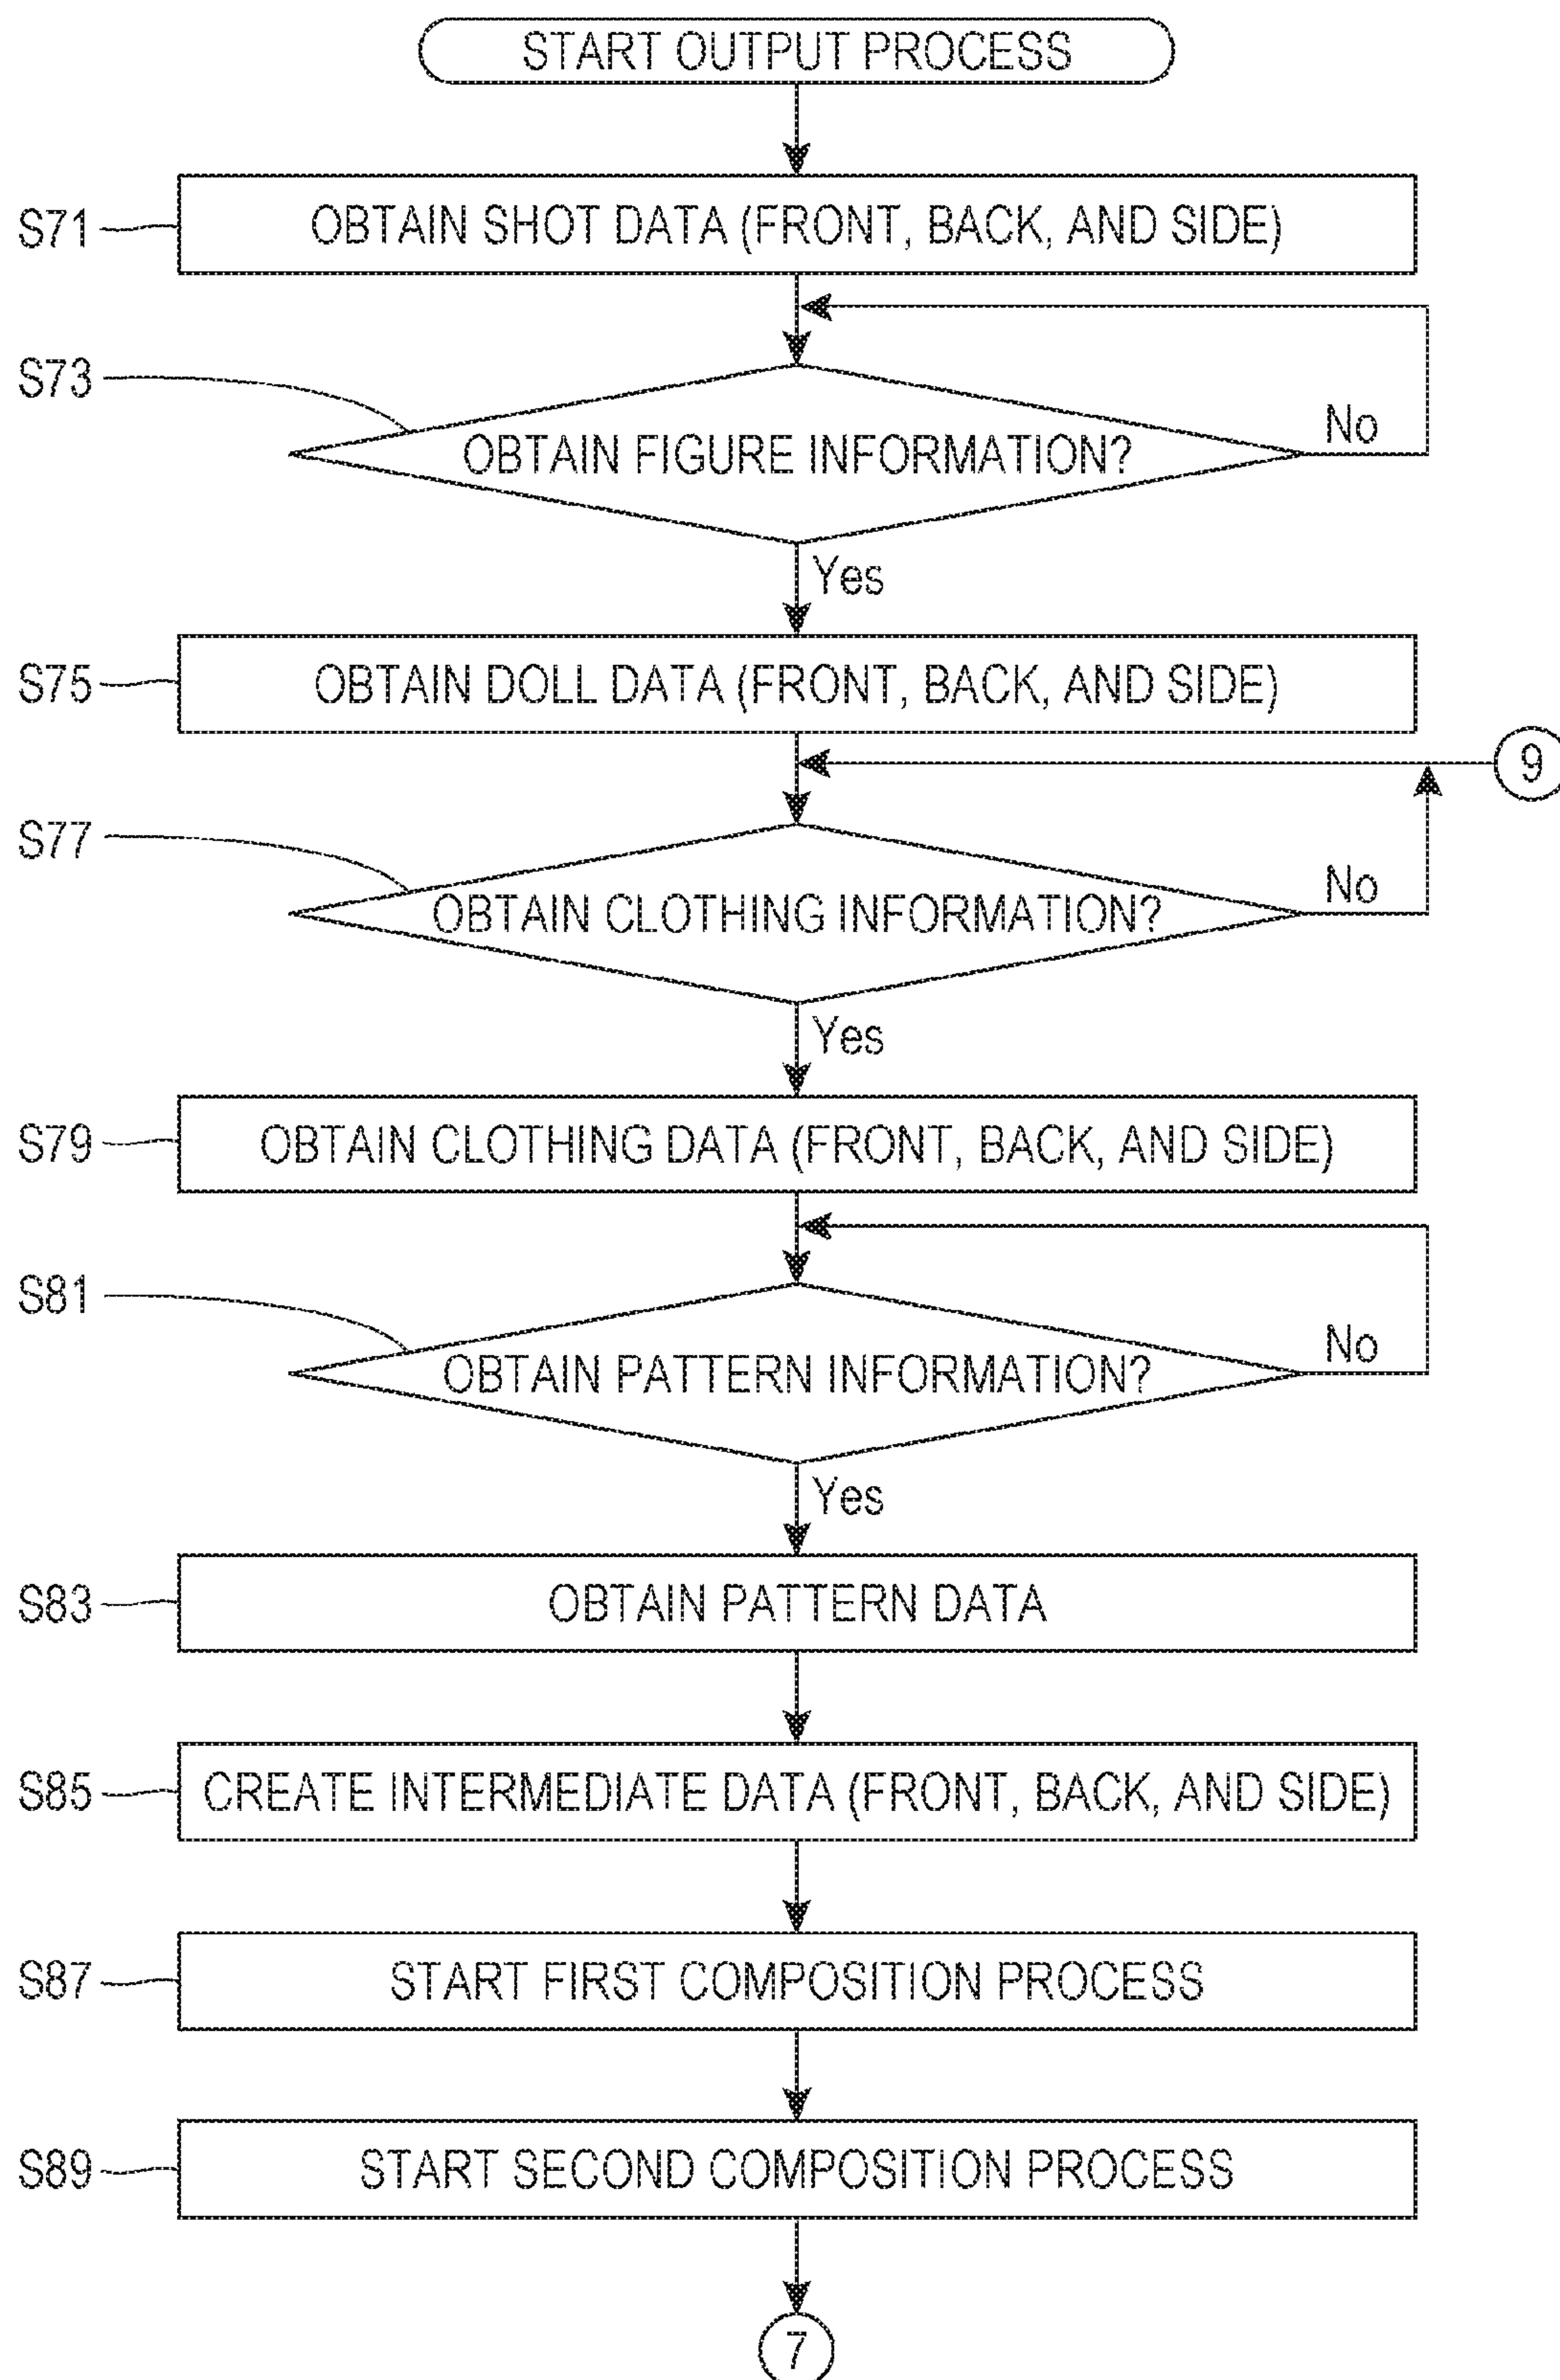 START OUTPUT PROCESS
S71
OBTAIN SHOT DATA (FRONT, BACK, AND SIDE)
S73
OBTAIN FIGURE INFORMATION?
No
Yes
S75
OBTAIN DOLL DATA (FRONT, BACK, AND SIDE)
9
S77
OBTAIN CLOTHING INFORMATION?
No
Yes
S79
OBTAIN CLOTHING DATA (FRONT, BACK, AND SIDE)
S81
OBTAIN PATTERN INFORMATION?
No
Yes
S83
OBTAIN PATTERN DATA
S85
CREATE INTERMEDIATE DATA (FRONT, BACK, AND SIDE)
S87
START FIRST COMPOSITION PROCESS
S89
START SECOND COMPOSITION PROCESS
7